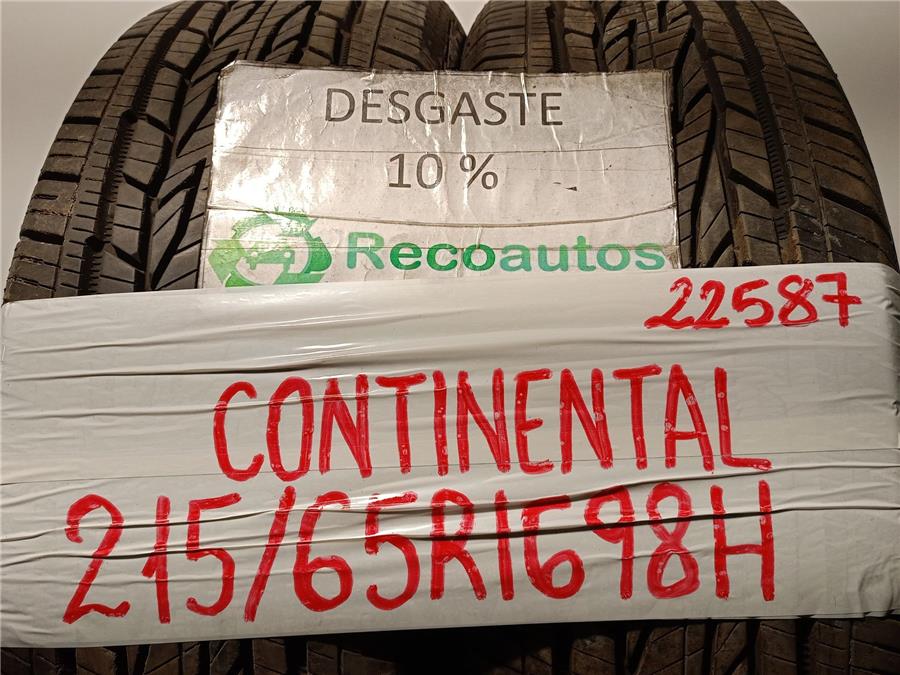 DESGASTE
10 %
Recoautos
22587
CONTINENTAL
215/65R1698H